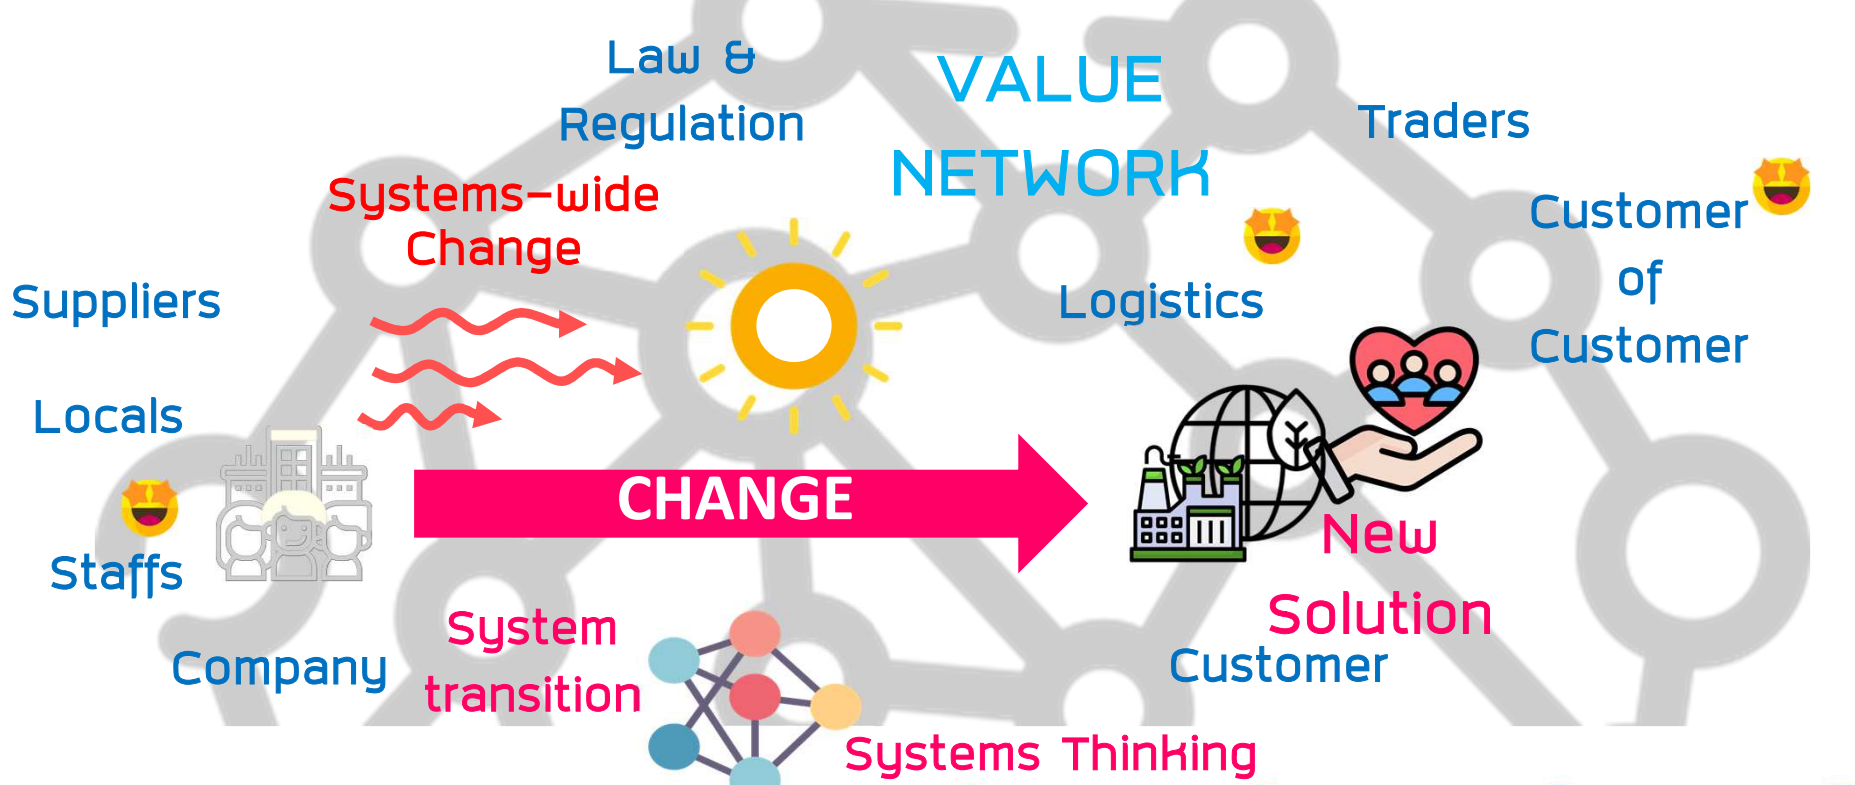 Law &
Regulation
VALUE
NETWORK
Traders
Systems-wide
Change
Customer
of
Customer
Suppliers
Logistics
Locals
CHANGE
Staffs
New
Solution
System
transition
Company
Customer
Systems Thinking